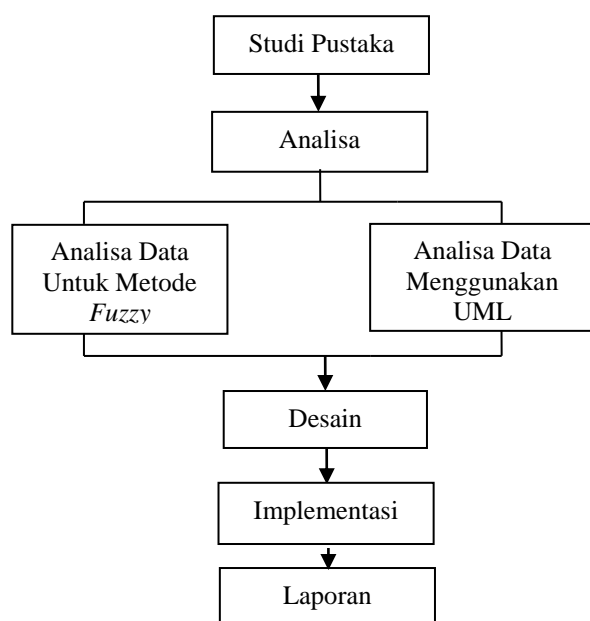 Studi Pustaka
Analisa
Analisa Data
Untuk Metode
Fuzzy
Analisa Data
Menggunakan
UML
Desain
Implementasi
Laporan